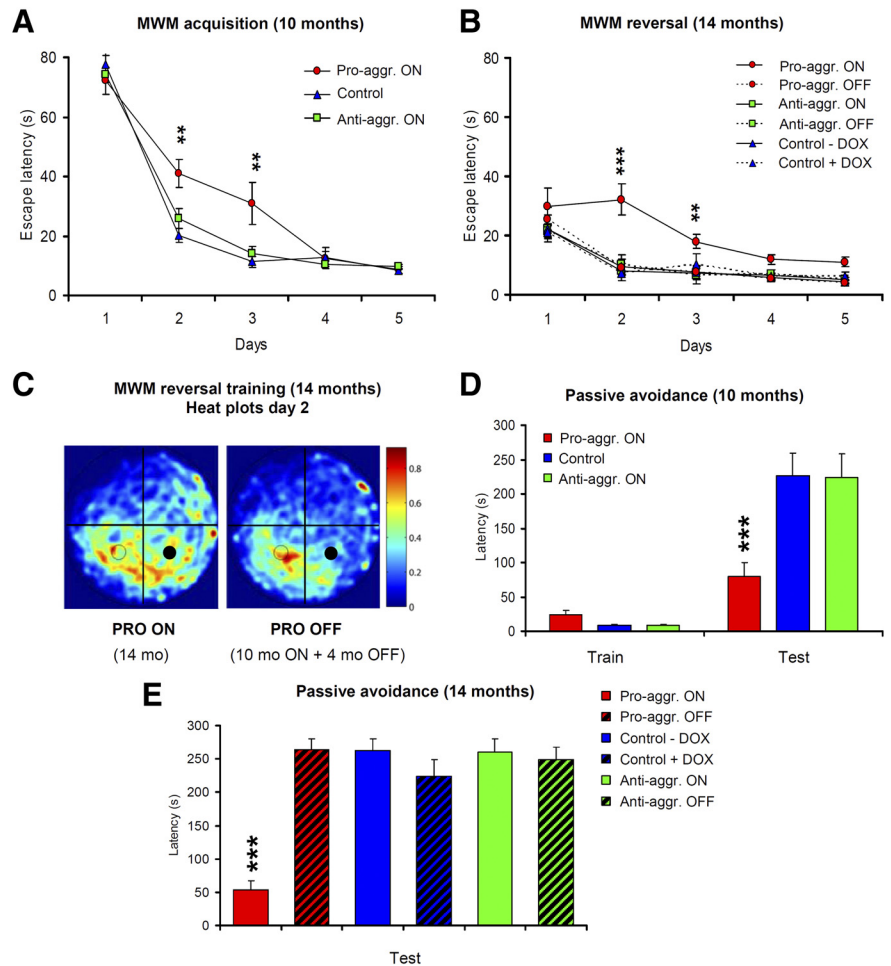 A
MWM acquisition (10 months)
80
60
40
20
0
Escape latency (s)
**
**
Pro-aggr. ON
Control
Anti-aggr. ON
1 2 3 4 5
Days
B
MWM reversal (14 months)
80
60
40
20
0
Escape latency (s)
***
**
Pro-aggr. ON
Pro-aggr. OFF
Anti-aggr. ON
Anti-aggr. OFF
Control - DOX
Control + DOX
1 2 3 4 5
Days
C
MWM reversal training (14 months)
Heat plots day 2
0.8
0.6
0.4
0.2
0
PRO ON
(14 mo)
PRO OFF
(10 mo ON + 4 mo OFF)
D
Passive avoidance (10 months)
300
250
200
150
100
50
0
Latency (s)
Pro-aggr. ON
Control
Anti-aggr. ON
***
Train Test
E
Passive avoidance (14 months)
300
250
200
150
100
50
0
Latency (s)
***
Pro-aggr. ON
Pro-aggr. OFF
Control - DOX
Control + DOX
Anti-aggr. ON
Anti-aggr. OFF
Test